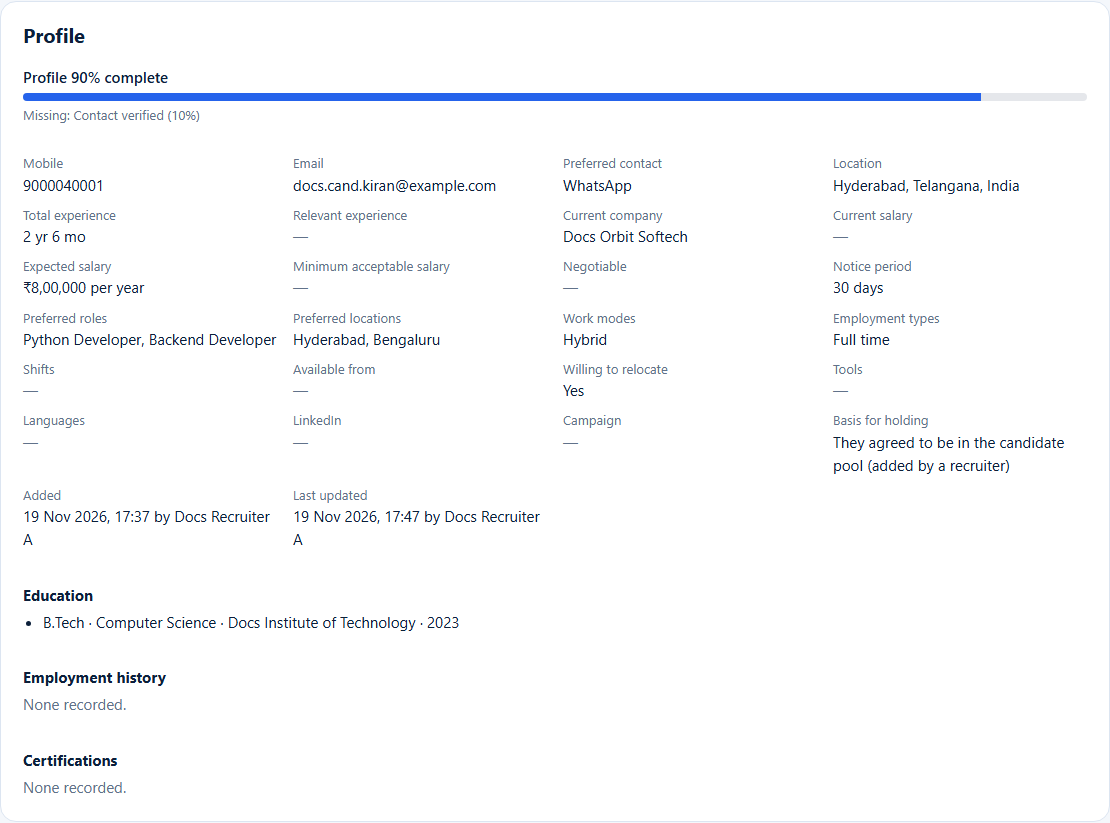 Profile
Profile 90% complete
Missing: Contact verified (10%)
Mobile
9000040001
Email
docs.cand.kiran@example.com
Preferred contact
WhatsApp
Location
Hyderabad, Telangana, India
Total experience
2 yr 6 mo
Relevant experience
—
Current company
Docs Orbit Softech
Current salary
—
Expected salary
₹8,00,000 per year
Minimum acceptable salary
—
Negotiable
—
Notice period
30 days
Preferred roles
Python Developer, Backend Developer
Preferred locations
Hyderabad, Bengaluru
Work modes
Hybrid
Employment types
Full time
Shifts
—
Available from
—
Willing to relocate
Yes
Tools
—
Languages
—
LinkedIn
—
Campaign
—
Basis for holding
They agreed to be in the candidate
pool (added by a recruiter)
Added
19 Nov 2026, 17:37 by Docs Recruiter
A
Last updated
19 Nov 2026, 17:47 by Docs Recruiter
A
Education
• B.Tech · Computer Science · Docs Institute of Technology · 2023
Employment history
None recorded.
Certifications
None recorded.